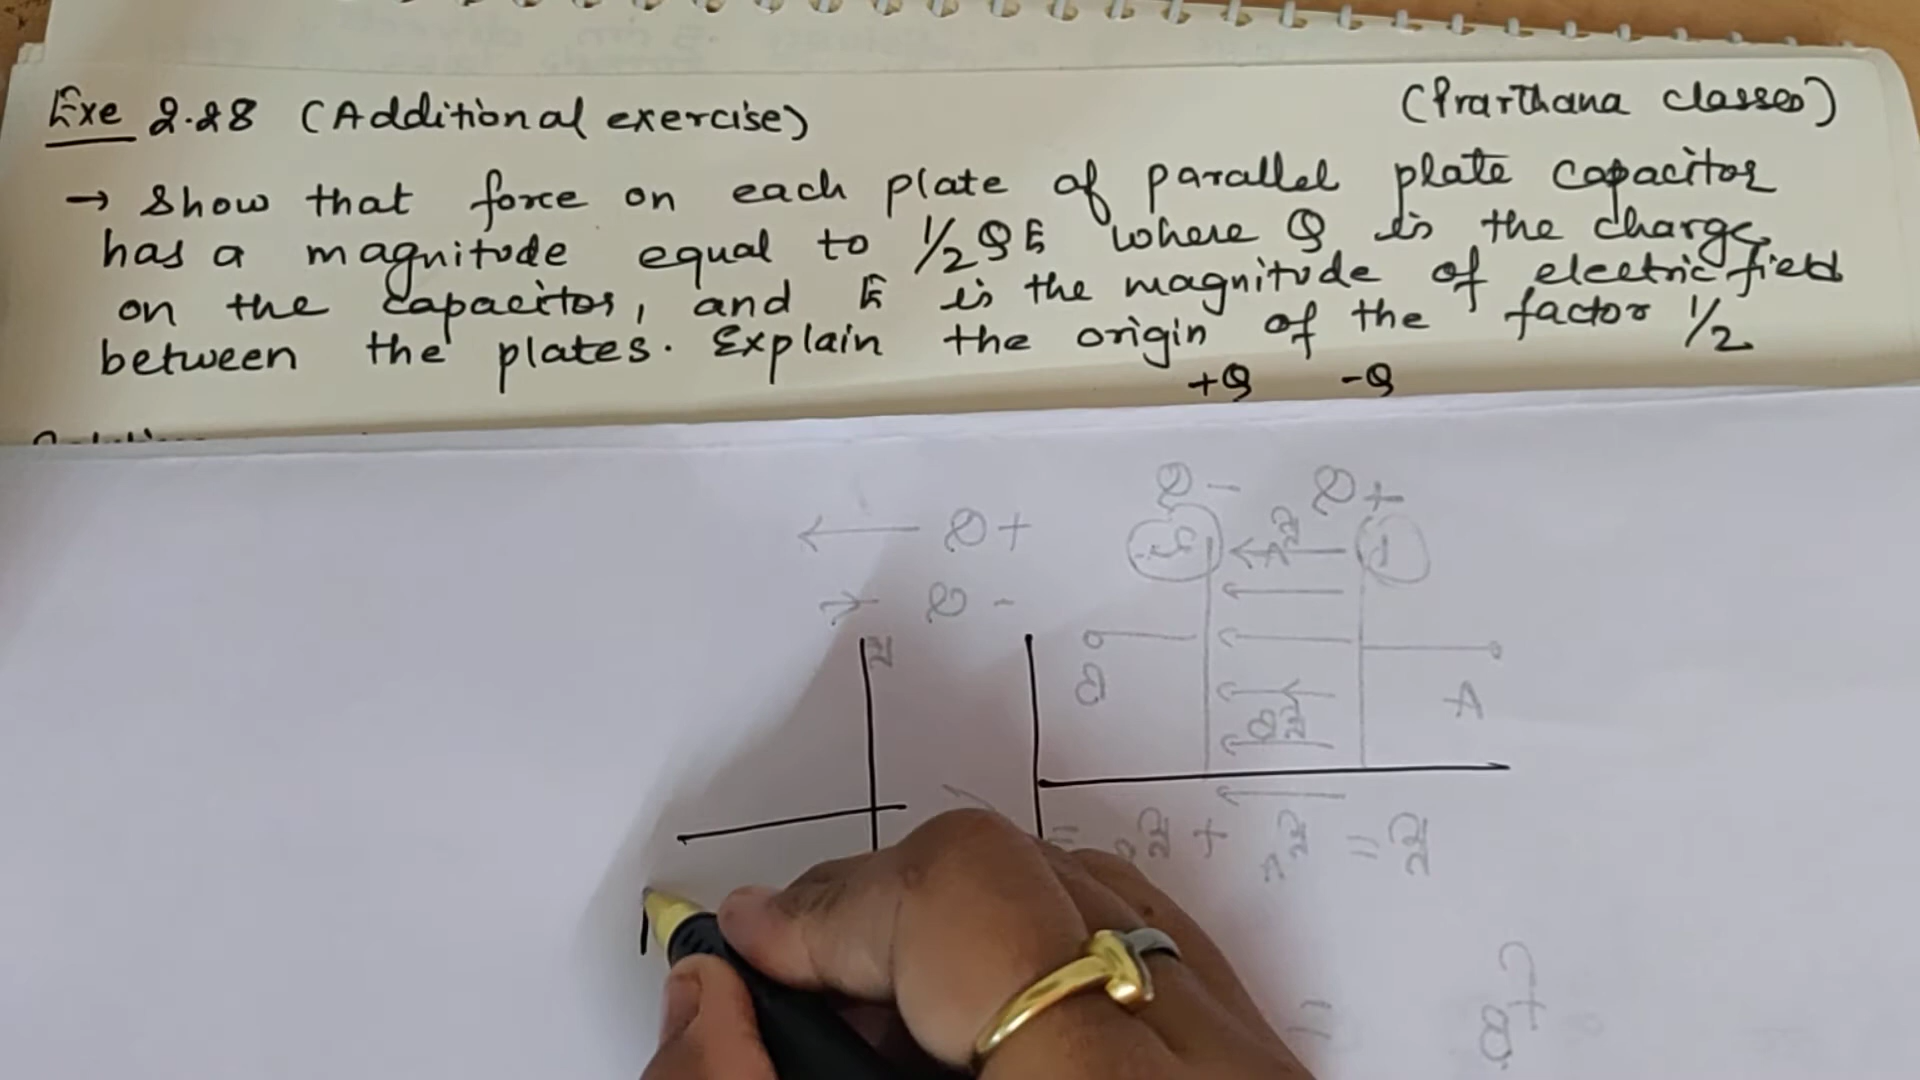 Exe 2.28 (Additional exercise) (Prarthana classes)
→ Show that force on each plate of parallel plate capacitor
has a magnitude equal to 1/2 QE where Q is the charge
on the capacitor, and E is the magnitude of electric field
between the plates. Explain the origin of the factor 1/2
+Q -Q